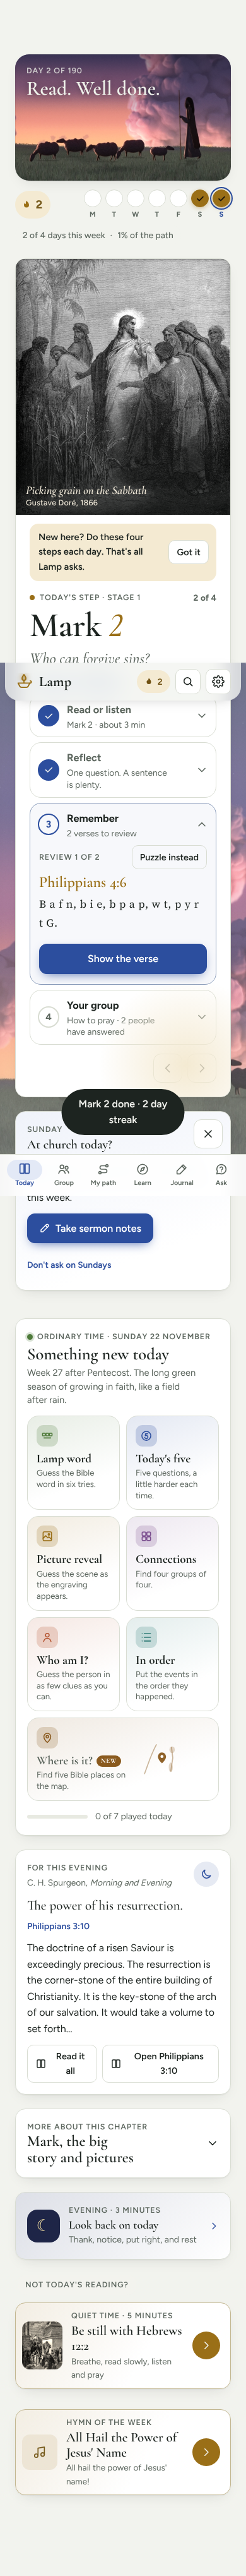 DAY 2 OF 190
Read. Well done.
2
M T W T F S S
2 of 4 days this week · 1% of the path
Picking grain on the Sabbath
Gustave Doré, 1866
New here? Do these four
steps each day. That's all
Lamp asks.
Got it
TODAY'S STEP · STAGE 1
2 of 4
Mark 2
Who can forgive sins?
Lamp
2
Read or listen
Mark 2 · about 3 min
Reflect
One question. A sentence
is plenty.
3
Remember
2 verses to review
REVIEW 1 OF 2
Puzzle instead
Philippians 4:6
B a f n, b i e, b p a p, w t, p y r
t G.
Show the verse
4
Your group
How to pray · 2 people
have answered
Mark 2 done · 2 day
streak
SUNDAY
At church today?
Today
Group
My path
Learn
Journal
Ask
this week.
Take sermon notes
Don't ask on Sundays
ORDINARY TIME · SUNDAY 22 NOVEMBER
Something new today
Week 27 after Pentecost. The long green
season of growing in faith, like a field
after rain.
Lamp word
Guess the Bible
word in six tries.
Today's five
Five questions, a
little harder each
time.
Picture reveal
Guess the scene as
the engraving
appears.
Connections
Find four groups of
four.
Who am I?
Guess the person in
as few clues as you
can.
In order
Put the events in
the order they
happened.
Where is it? NEW
Find five Bible places on
the map.
0 of 7 played today
FOR THIS EVENING
C. H. Spurgeon, Morning and Evening
The power of his resurrection.
Philippians 3:10
The doctrine of a risen Saviour is
exceedingly precious. The resurrection is
the corner-stone of the entire building of
Christianity. It is the key-stone of the arch
of our salvation. It would take a volume to
set forth…
Read it
all
Open Philippians
3:10
MORE ABOUT THIS CHAPTER
Mark, the big
story and pictures
EVENING · 3 MINUTES
Look back on today
Thank, notice, put right, and rest
NOT TODAY'S READING?
QUIET TIME · 5 MINUTES
Be still with Hebrews
12:2
Breathe, read slowly, listen
and pray
HYMN OF THE WEEK
All Hail the Power of
Jesus' Name
All hail the power of Jesus'
name!